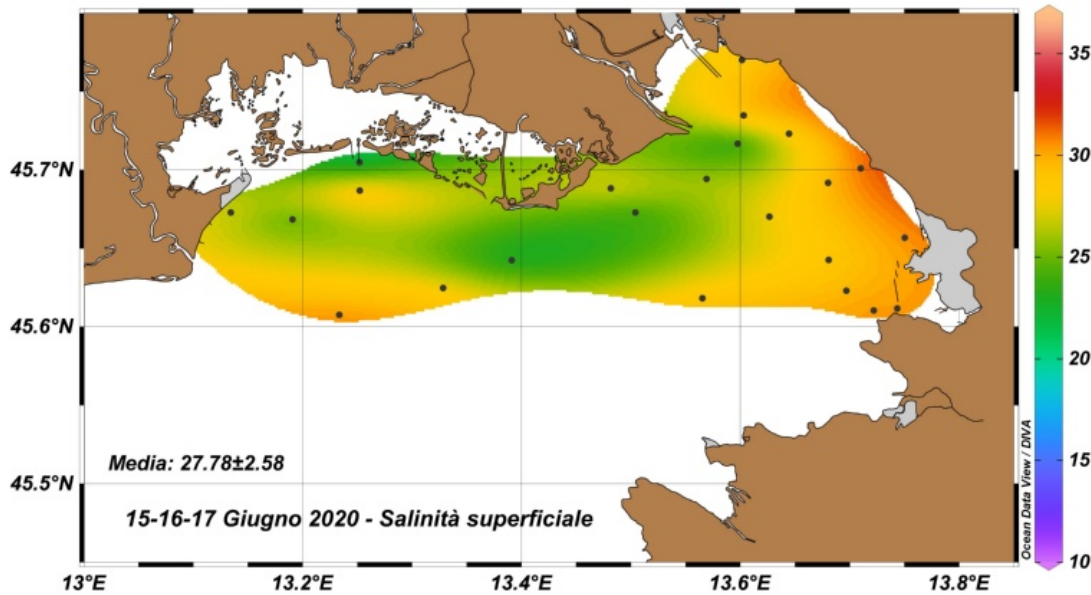 35
30
25
20
15
10
45.7°N
45.6°N
45.5°N
Media: 27.78±2.58
15-16-17 Giugno 2020 - Salinità superficiale
Ocean Data View / DIVA
13°E
13.2°E
13.4°E
13.6°E
13.8°E